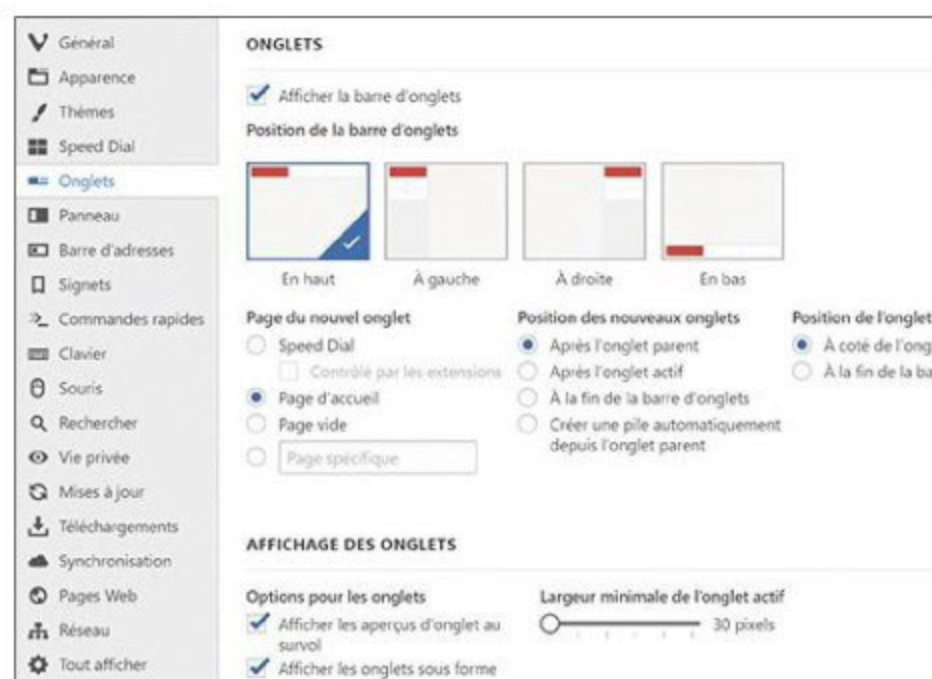 Général
Apparence
Thèmes
Speed Dial
Onglets
Panneau
Barre d'adresses
Signets
Commandes rapides
Clavier
Souris
Rechercher
Vie privée
Mises à jour
Téléchargements
Synchronisation
Pages Web
Réseau
Tout afficher
ONGLETS
Afficher la barre d'onglets
Position de la barre d'onglets
En haut
À gauche
À droite
En bas
Page du nouvel onglet
Speed Dial
Contrôlé par les extensions
Page d'accueil
Page vide
Page spécifique
Position des nouveaux onglets
Après l'onglet parent
Après l'onglet actif
À la fin de la barre d'onglets
Créer une pile automatiquement
depuis l'onglet parent
Position de l'onglet
À coté de l'ong
À la fin de la ba
AFFICHAGE DES ONGLETS
Options pour les onglets
Afficher les aperçus d'onglet au
survol
Afficher les onglets sous forme
Largeur minimale de l'onglet actif
30 pixels